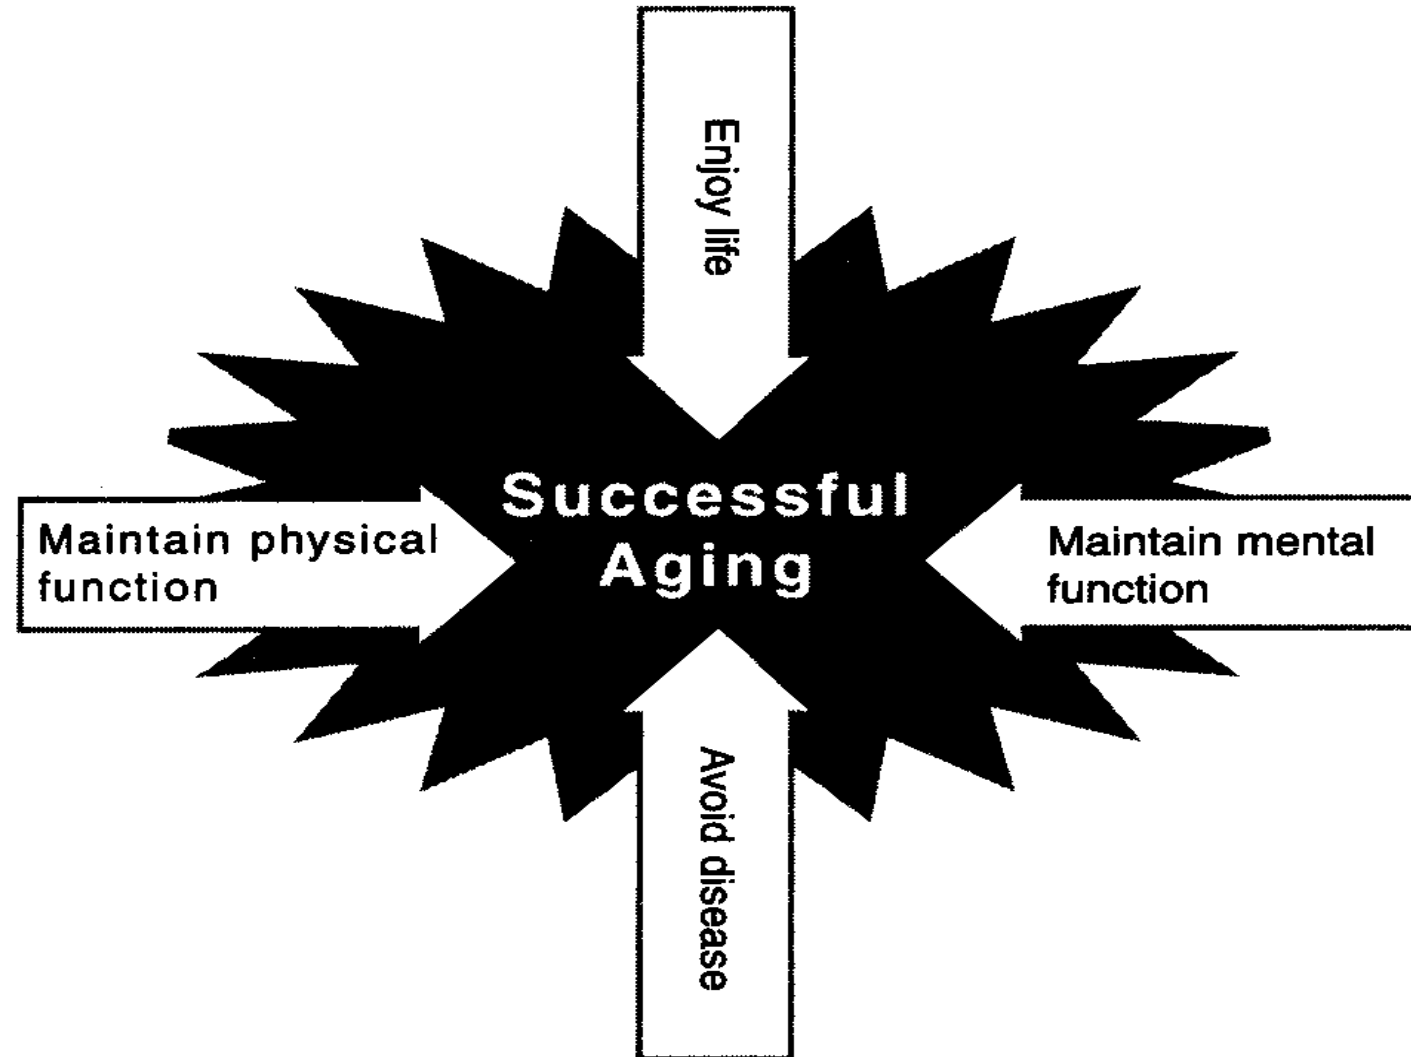 Enjoy life
Successful
Aging
Maintain physical
function
Maintain mental
function
Avoid disease